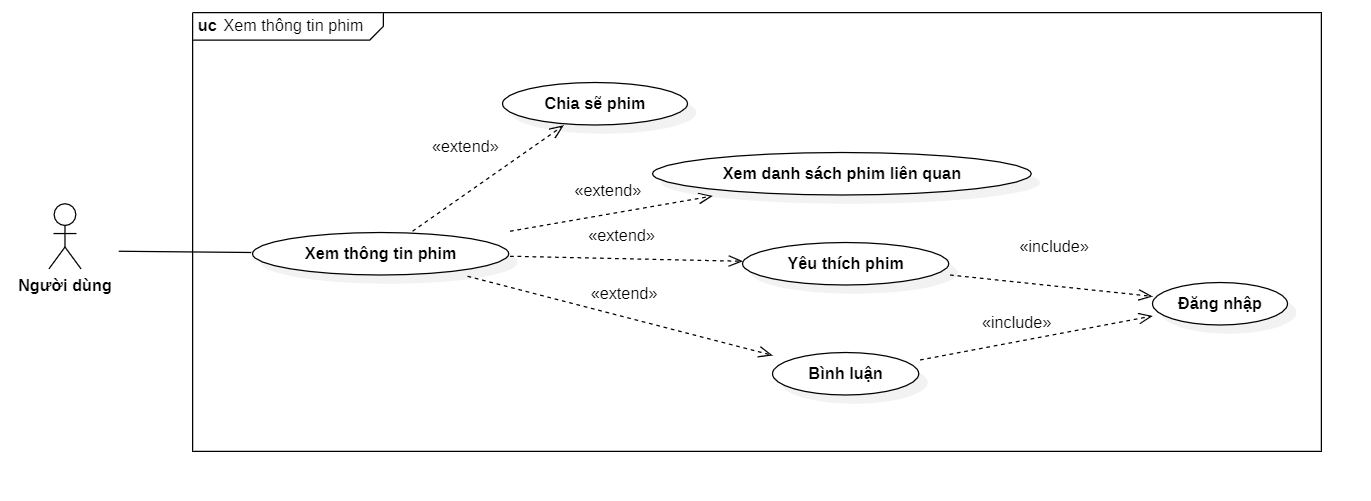 uc Xem thông tin phim
Chia sẽ phim
«extend»
Xem danh sách phim liên quan
«extend»
«extend»
Xem thông tin phim
Yêu thích phim
«include»
Người dùng
«extend»
Đăng nhập
«include»
Bình luận